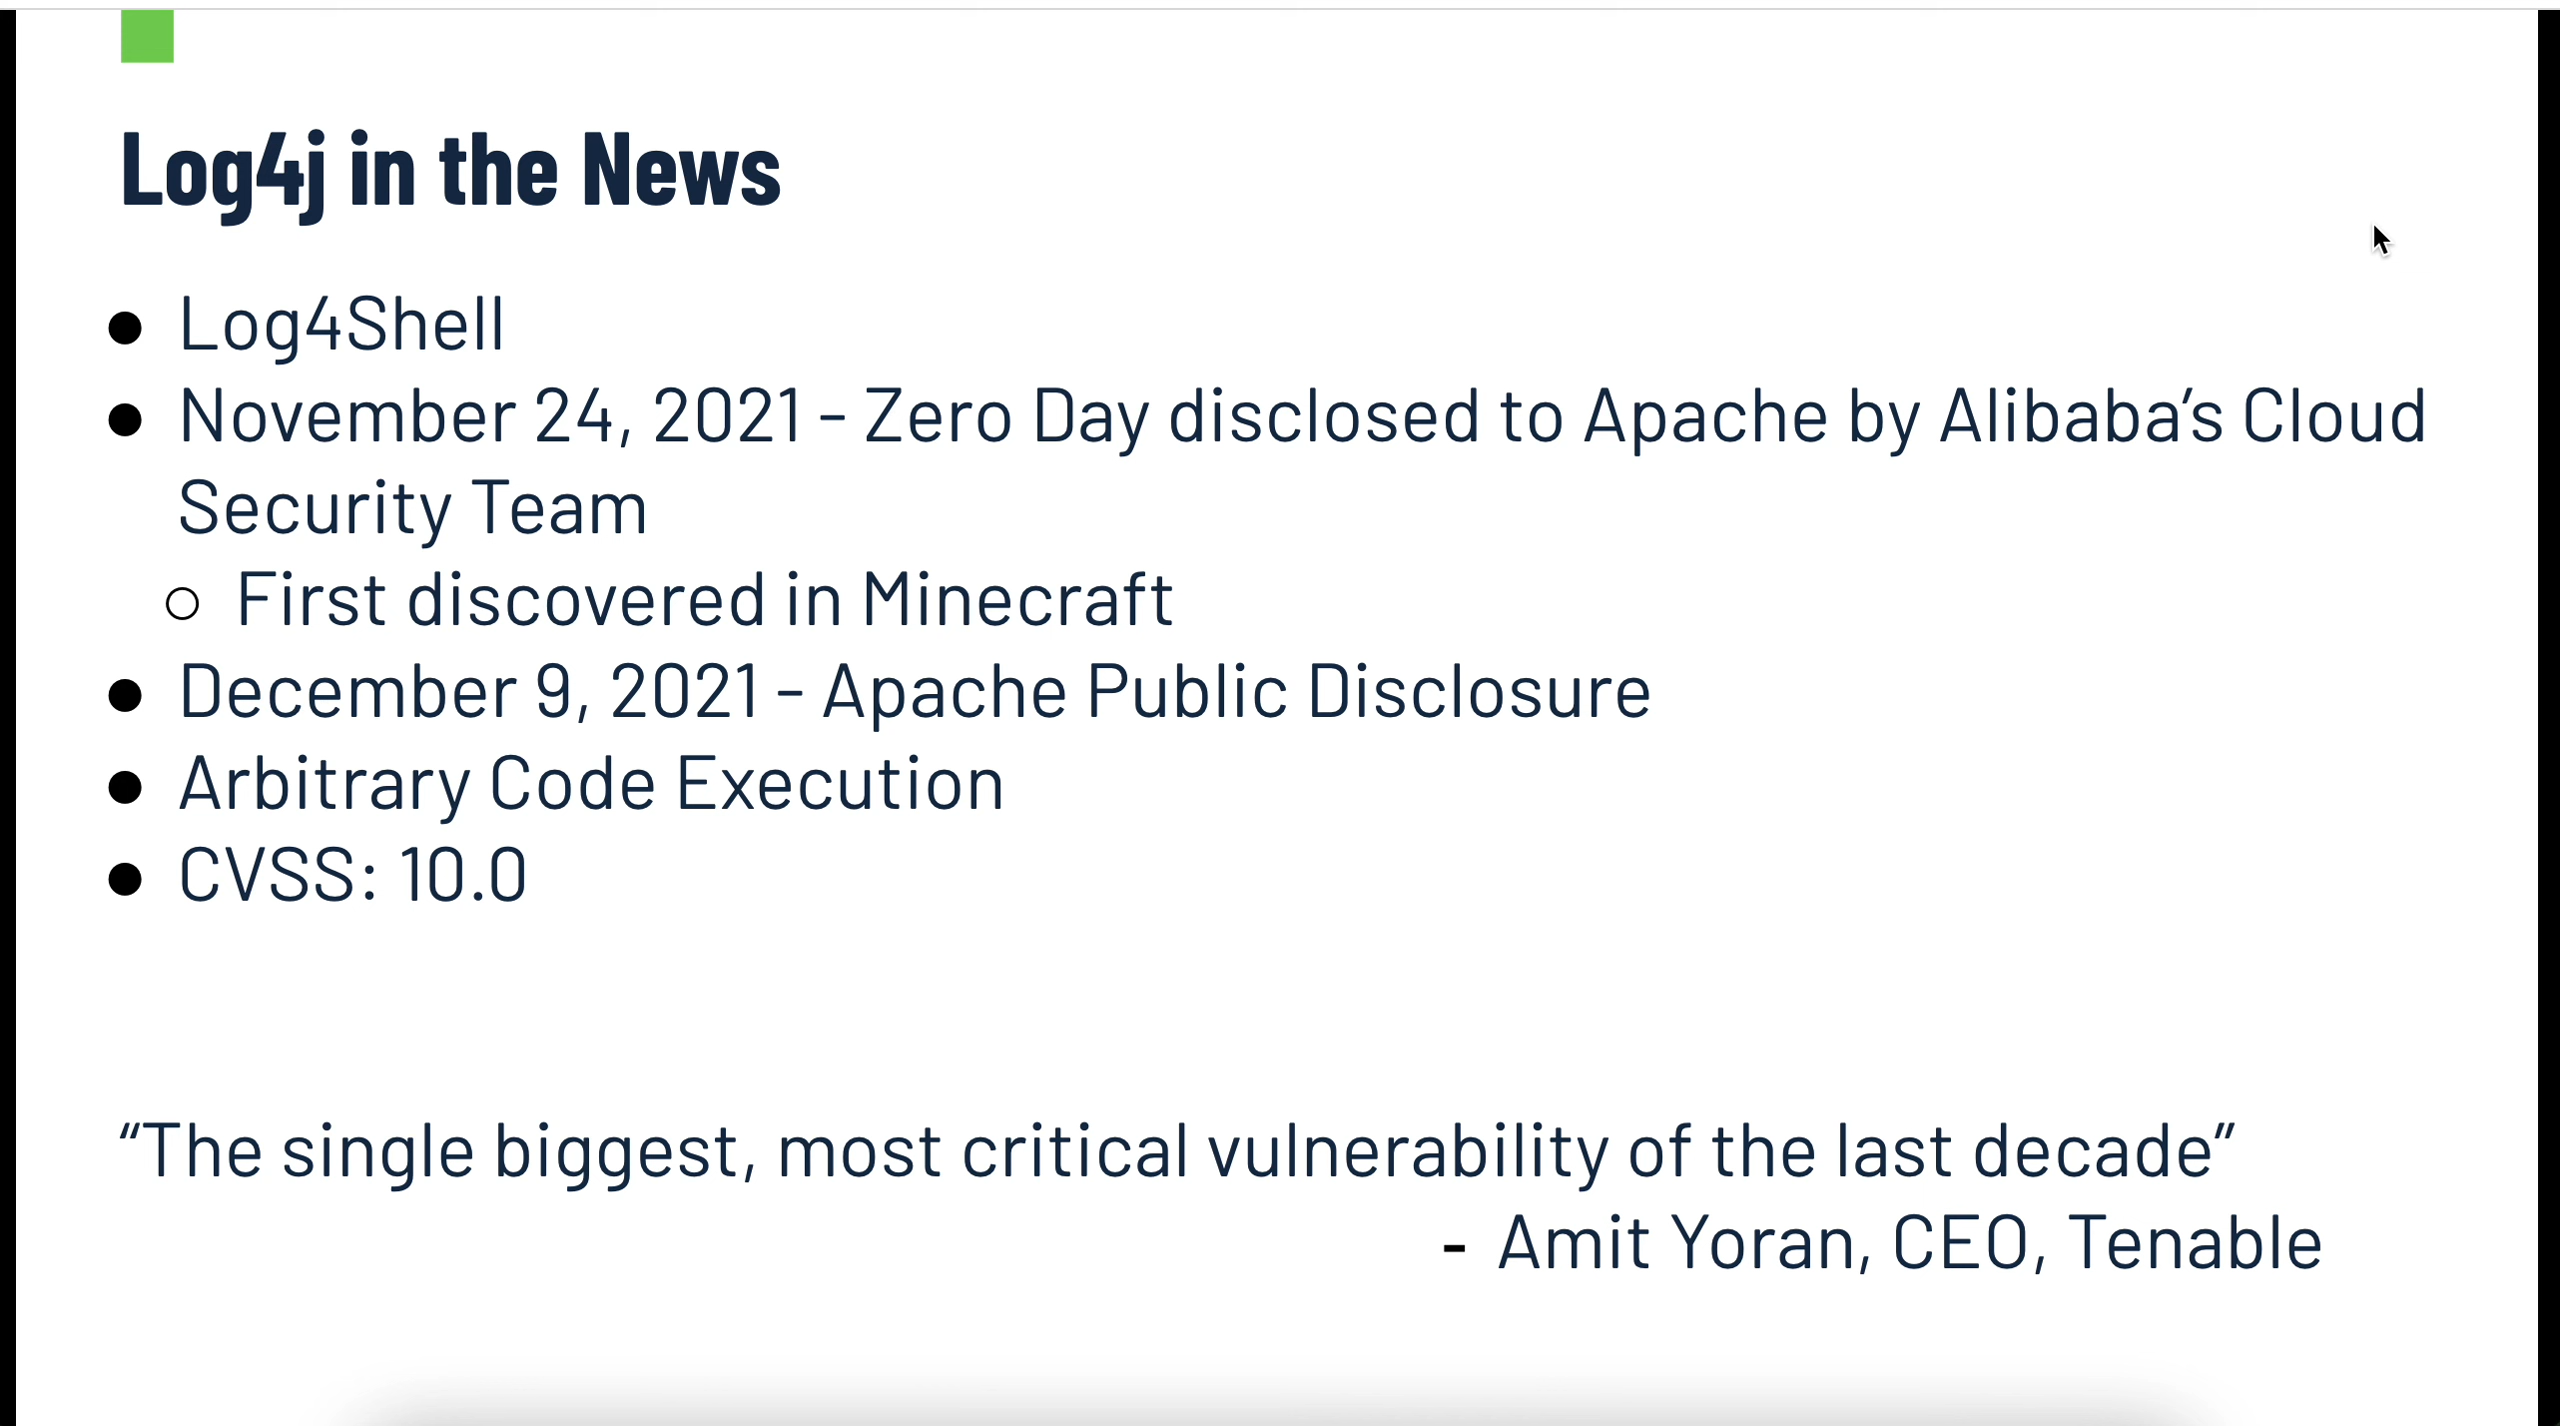 Log4j in the News
● Log4Shell
● November 24, 2021 - Zero Day disclosed to Apache by Alibaba’s Cloud
Security Team
○ First discovered in Minecraft
● December 9, 2021 - Apache Public Disclosure
● Arbitrary Code Execution
● CVSS: 10.0
“The single biggest, most critical vulnerability of the last decade”
- Amit Yoran, CEO, Tenable